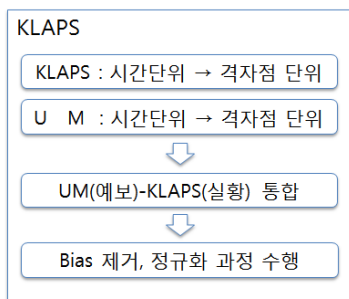 KLAPS
KLAPS : 시간단위 → 격자점 단위
U M : 시간단위 → 격자점 단위
UM(예보)-KLAPS(실황) 통합
Bias 제거, 정규화 과정 수행